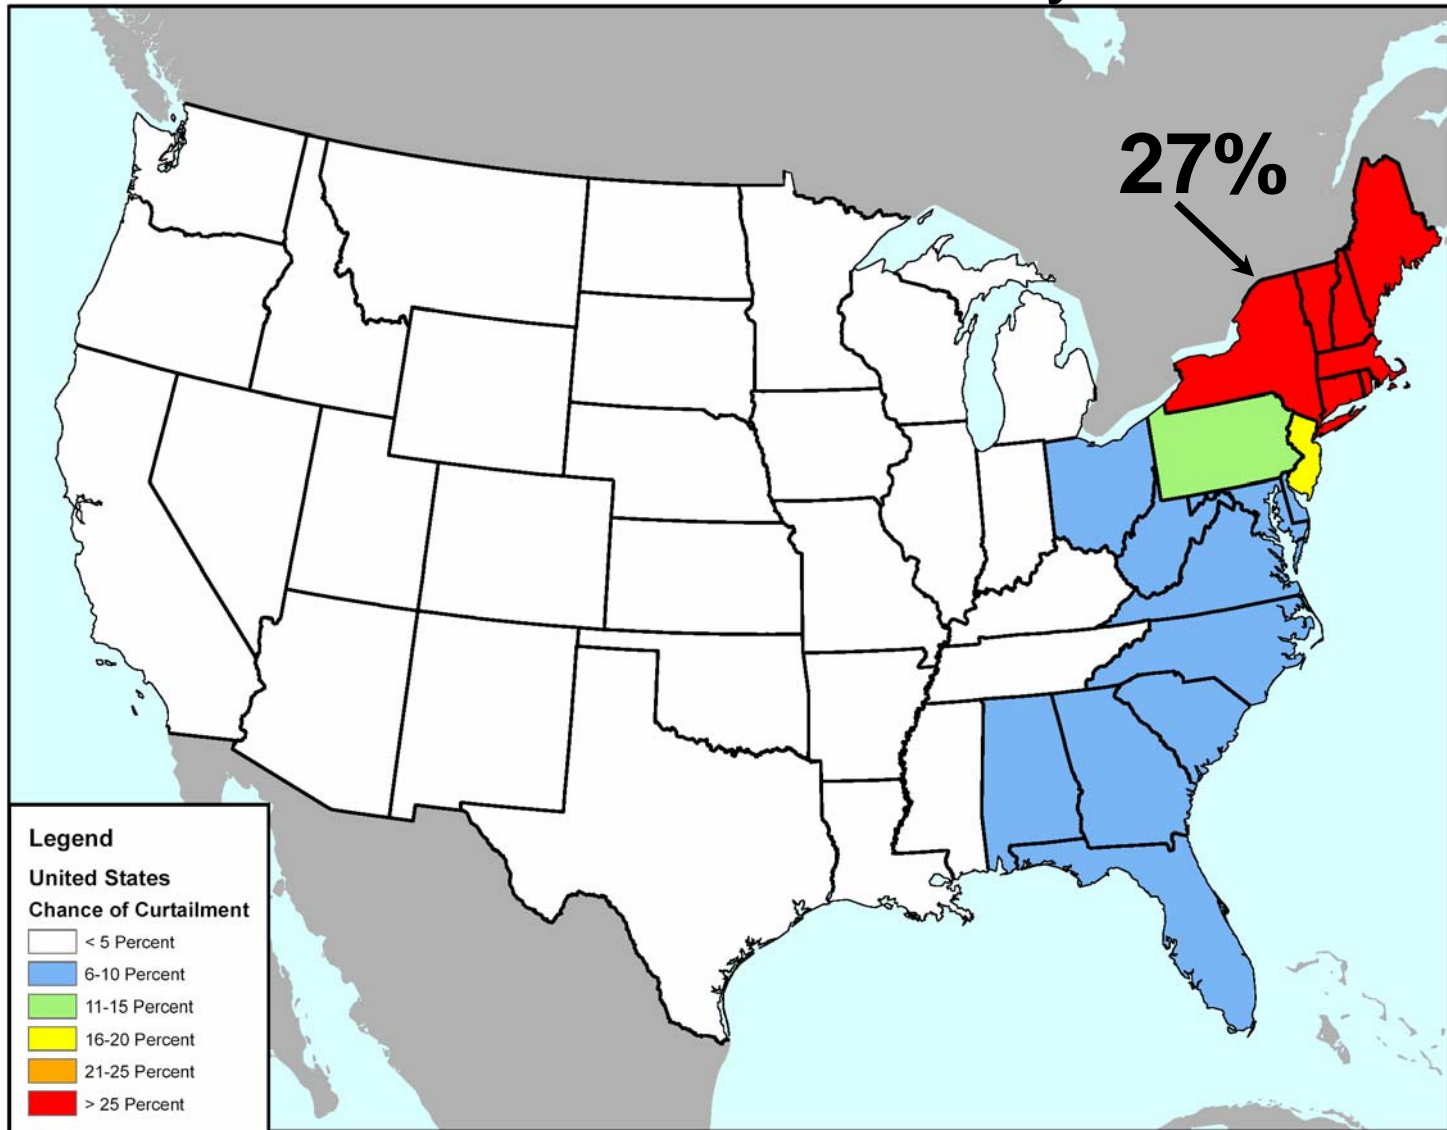 27%
Legend
United States
Chance of Curtailment
< 5 Percent
6-10 Percent
11-15 Percent
16-20 Percent
21-25 Percent
> 25 Percent